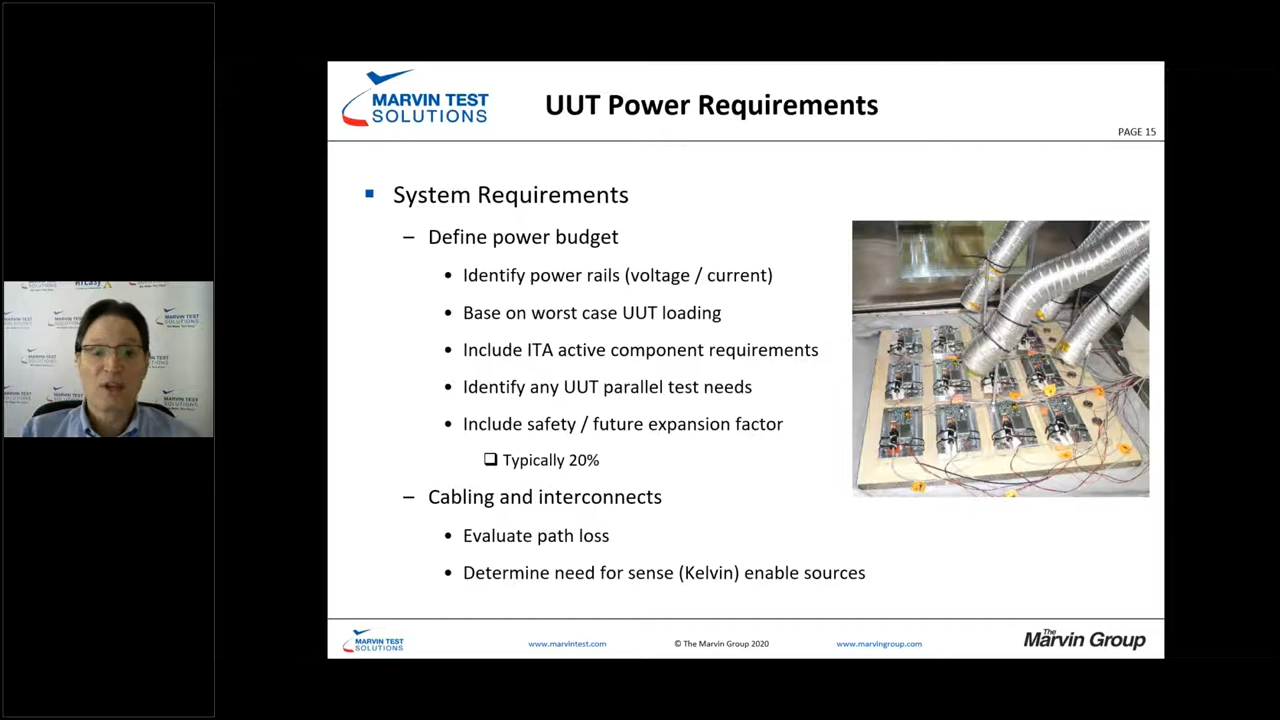 MARVIN TEST
SOLUTIONS
UUT Power Requirements
PAGE 15
System Requirements
– Define power budget
• Identify power rails (voltage / current)
• Base on worst case UUT loading
• Include ITA active component requirements
• Identify any UUT parallel test needs
• Include safety / future expansion factor
Typically 20%
– Cabling and interconnects
• Evaluate path loss
• Determine need for sense (Kelvin) enable sources
MARVIN TEST
SOLUTIONS
www.marvintest.com
© The Marvin Group 2020
www.marvingroup.com
The Marvin Group
MARVIN TEST
SOLUTIONS